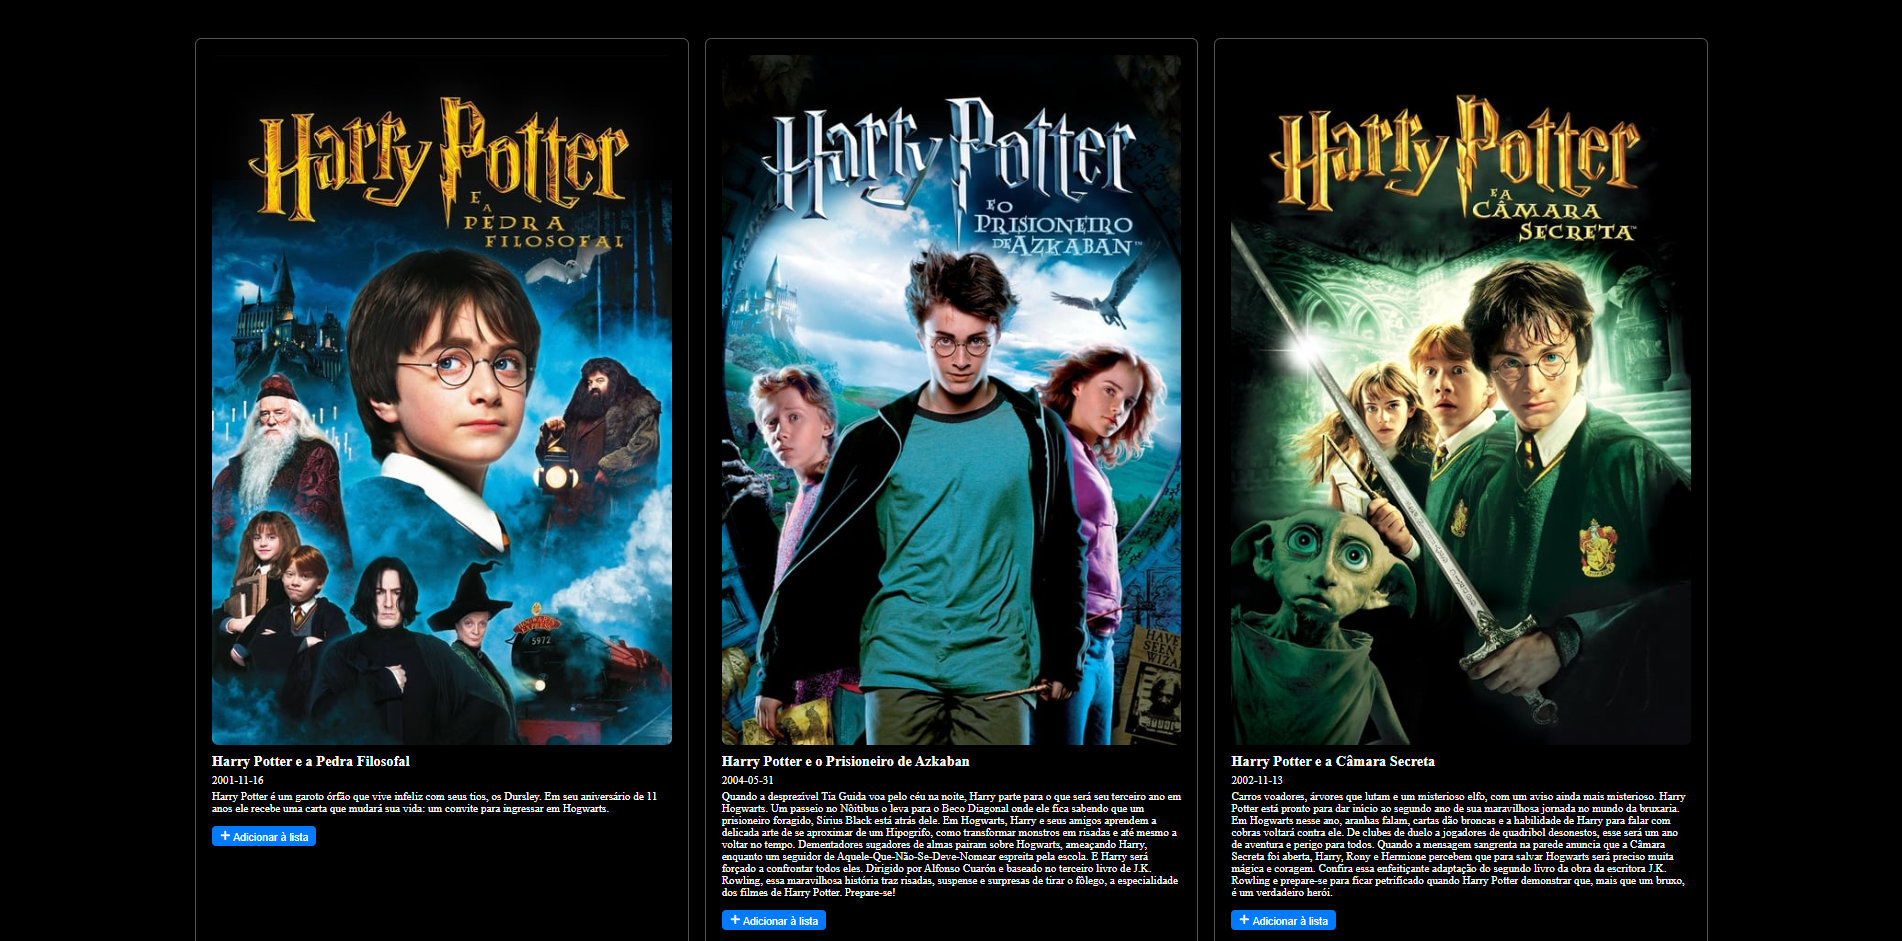 Harry Potter
E A
PEDRA
FILOSOFAL
HOGWARTS
EXPRESS
5972
Harry Potter e a Pedra Filosofal
2001-11-16
Harry Potter é um garoto órfão que vive infeliz com seus tios, os Dursley. Em seu aniversário de 11
anos ele recebe uma carta que mudará sua vida: um convite para ingressar em Hogwarts.
+ Adicionar à lista
Harry Potter
E O
PRISIONEIRO
DE AZKABAN™
HAVE
SEEN
WIZA
Harry Potter e o Prisioneiro de Azkaban
2004-05-31
Quando a desprezível Tia Guida voa pelo céu na noite, Harry parte para o que será seu terceiro ano em
Hogwarts. Um passeio no Nôitibus o leva para o Beco Diagonal onde ele fica sabendo que um
prisioneiro foragido, Sirius Black está atrás dele. Em Hogwarts, Harry e seus amigos aprendem a
delicada arte de se aproximar de um Hipogrifo, como transformar monstros em risadas e até mesmo a
voltar no tempo. Dementadores sugadores de almas pairam sobre Hogwarts, ameaçando Harry,
enquanto um seguidor de Aquele-Que-Não-Se-Deve-Nomear espreita pela escola. E Harry será
forçado a confrontar todos eles. Dirigido por Alfonso Cuarón e baseado no terceiro livro de J.K.
Rowling, essa maravilhosa história traz risadas, suspense e surpresas de tirar o fôlego, a especialidade
dos filmes de Harry Potter. Prepare-se!
+ Adicionar à lista
Harry Potter
E A
CÂMARA
SECRETA™
Harry Potter e a Câmara Secreta
2002-11-13
Carros voadores, árvores que lutam e um misterioso elfo, com um aviso ainda mais misterioso. Harry
Potter está pronto para dar início ao segundo ano de sua maravilhosa jornada no mundo da bruxaria.
Em Hogwarts nesse ano, aranhas falam, cartas dão broncas e a habilidade de Harry para falar com
cobras voltará contra ele. De clubes de duelo a jogadores de quadribol desonestos, esse será um ano
de aventura e perigo para todos. Quando a mensagem sangrenta na parede anuncia que a Câmara
Secreta foi aberta, Harry, Rony e Hermione percebem que para salvar Hogwarts será preciso muita
mágica e coragem. Confira essa enfeitiçante adaptação do segundo livro da obra da escritora J.K.
Rowling e prepare-se para ficar petrificado quando Harry Potter demonstrar que, mais que um bruxo,
é um verdadeiro herói.
+ Adicionar à lista